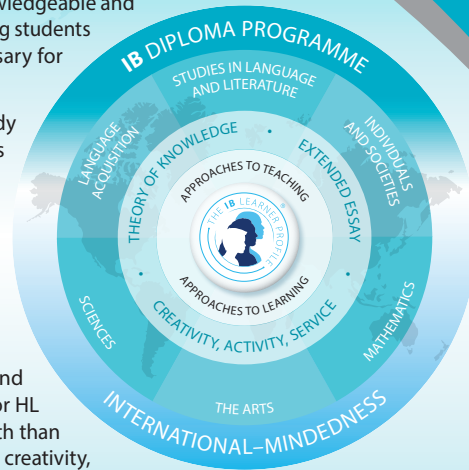 owledgeable and
g students
sary for
dy
s
nd
or HL
th than
creativity,
IB DIPLOMA PROGRAMME
STUDIES IN LANGUAGE
AND LITERATURE
INDIVIDUALS
AND SOCIETIES
MATHEMATICS
THE ARTS
SCIENCES
LANGUAGE
ACQUISITION
THEORY OF KNOWLEDGE
EXTENDED ESSAY
CREATIVITY, ACTIVITY, SERVICE
APPROACHES TO TEACHING
APPROACHES TO LEARNING
THE IB LEARNER PROFILE
®
INTERNATIONAL–MINDEDNESS